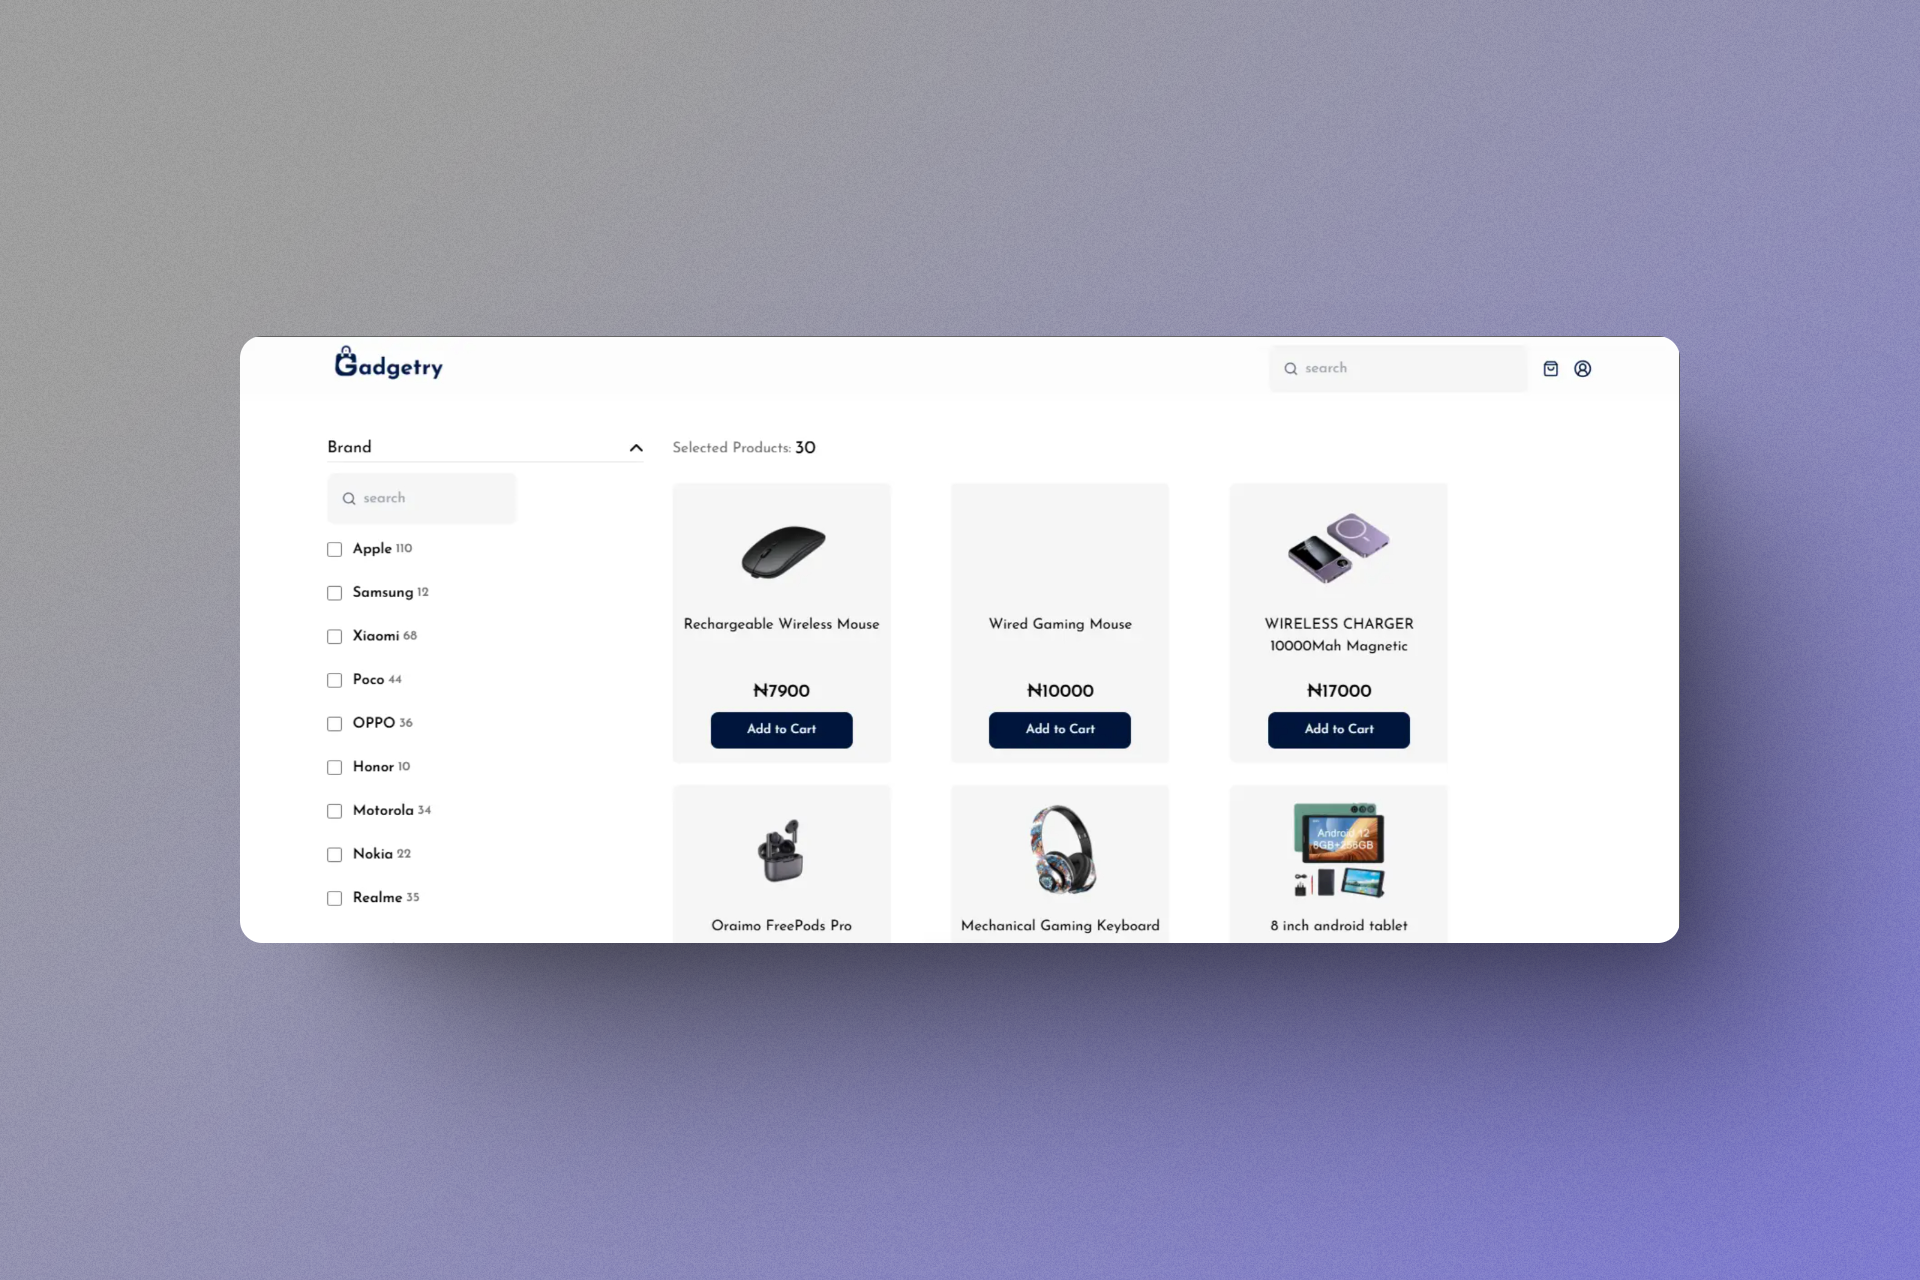 Gadgetry
search
Brand
Selected Products: 30
search
Apple 110
Samsung 12
Xiaomi 68
Poco 44
OPPO 36
Honor 10
Motorola 34
Nokia 22
Realme 35
Rechargeable Wireless Mouse
₦7900
Add to Cart
Wired Gaming Mouse
₦10000
Add to Cart
WIRELESS CHARGER
10000Mah Magnetic
₦17000
Add to Cart
Oraimo FreePods Pro
Mechanical Gaming Keyboard
Android 12
8 inch android tablet